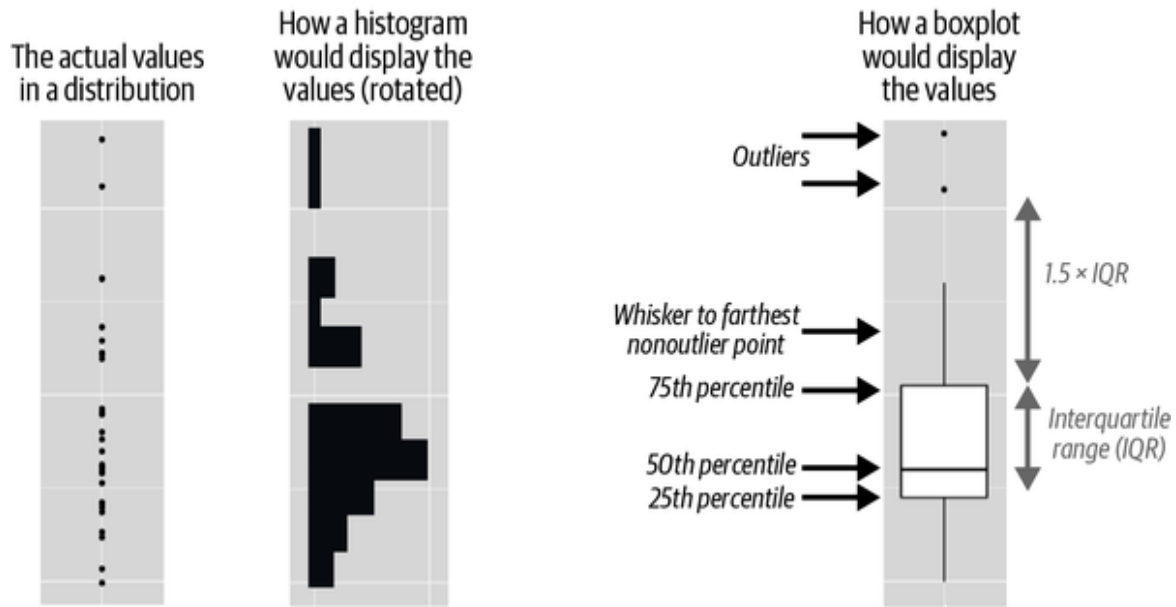 The actual values
in a distribution
How a histogram
would display the
values (rotated)
How a boxplot
would display
the values
Outliers
1.5 × IQR
Whisker to farthest
nonoutlier point
75th percentile
Interquartile
range (IQR)
50th percentile
25th percentile